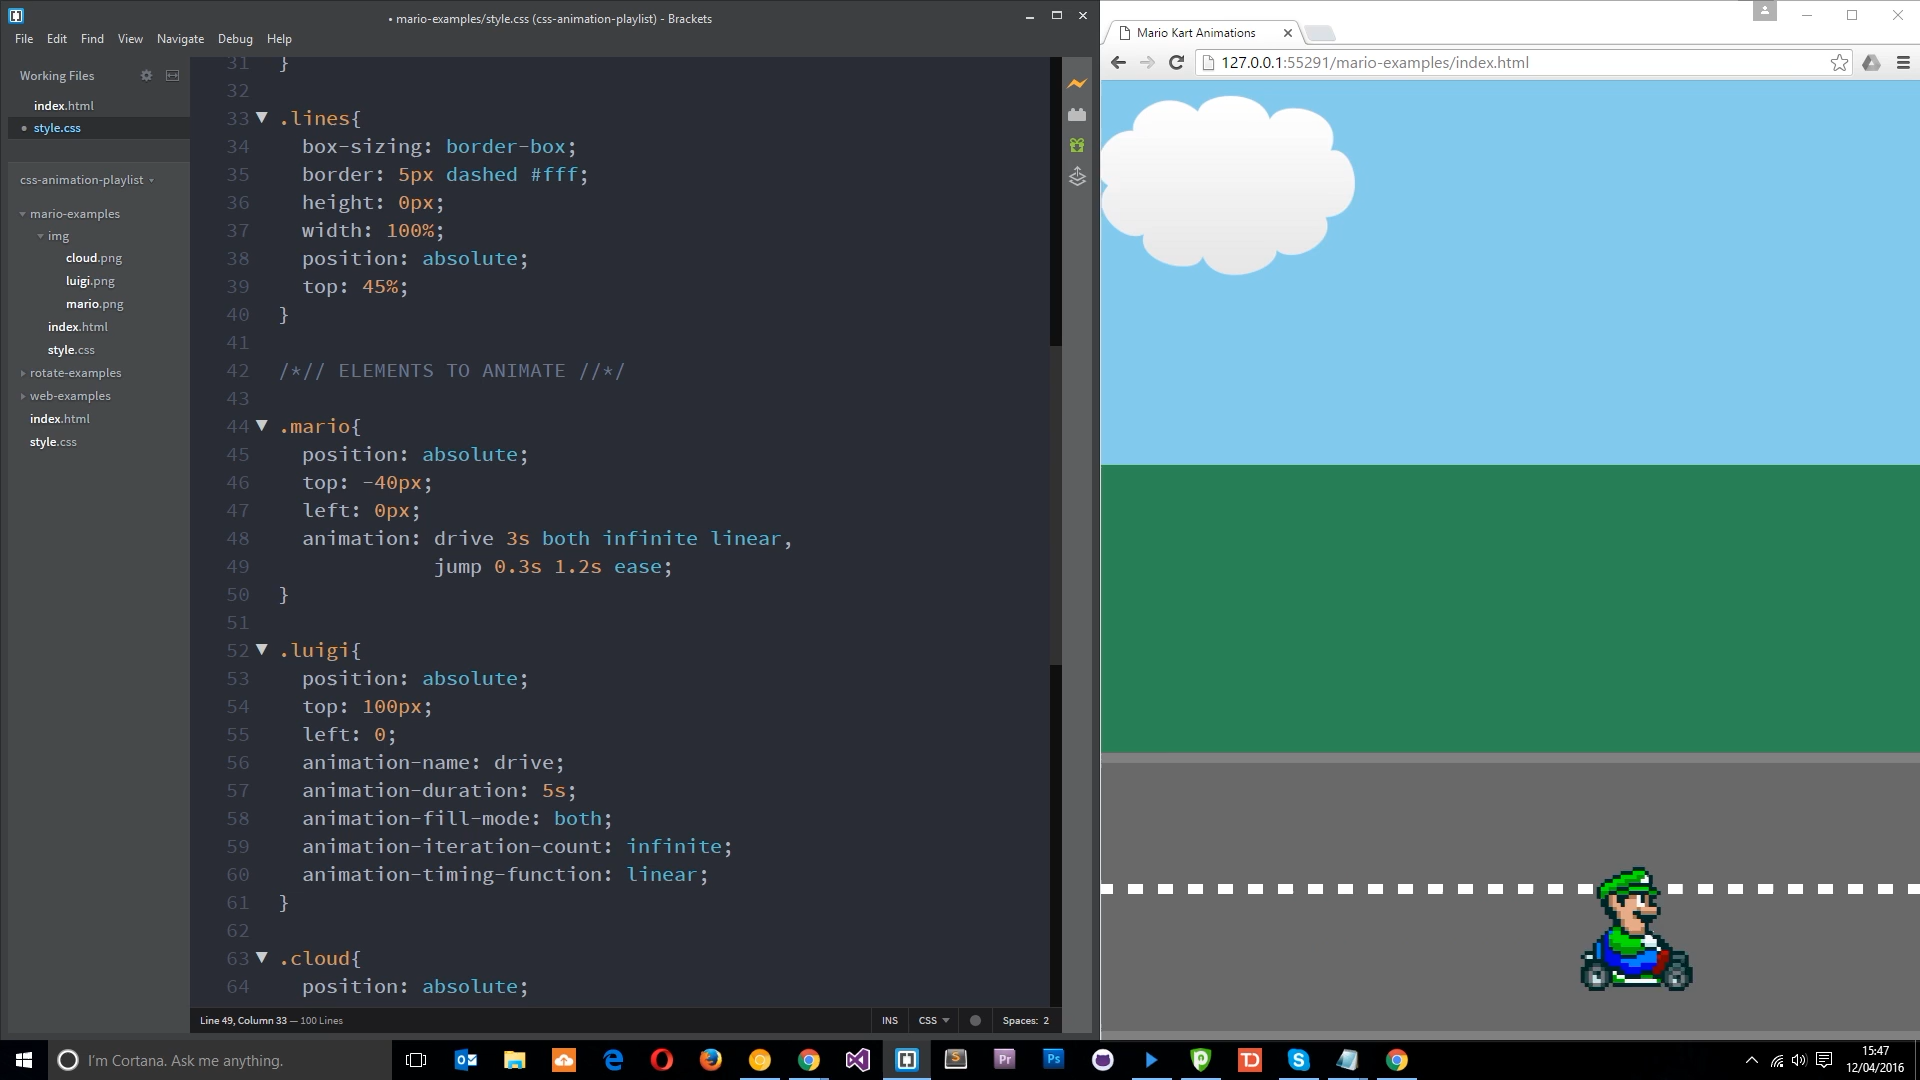 • mario-examples/style.css (css-animation-playlist) - Brackets
File Edit Find View Navigate Debug Help
Working Files
index.html
style.css
css-animation-playlist
mario-examples
img
cloud.png
luigi.png
mario.png
index.html
style.css
rotate-examples
web-examples
index.html
style.css
31 }
32
33 .lines{
34 box-sizing: border-box;
35 border: 5px dashed #fff;
36 height: 0px;
37 width: 100%;
38 position: absolute;
39 top: 45%;
40 }
41
42 /*// ELEMENTS TO ANIMATE //*/
43
44 .mario{
45 position: absolute;
46 top: -40px;
47 left: 0px;
48 animation: drive 3s both infinite linear,
49 jump 0.3s 1.2s ease;
50 }
51
52 .luigi{
53 position: absolute;
54 top: 100px;
55 left: 0;
56 animation-name: drive;
57 animation-duration: 5s;
58 animation-fill-mode: both;
59 animation-iteration-count: infinite;
60 animation-timing-function: linear;
61 }
62
63 .cloud{
64 position: absolute;
Line 49, Column 33 — 100 Lines
INS CSS Spaces: 2
Mario Kart Animations
127.0.0.1:55291/mario-examples/index.html
I'm Cortana. Ask me anything.
Pr
Ps
TD
15:47
12/04/2016